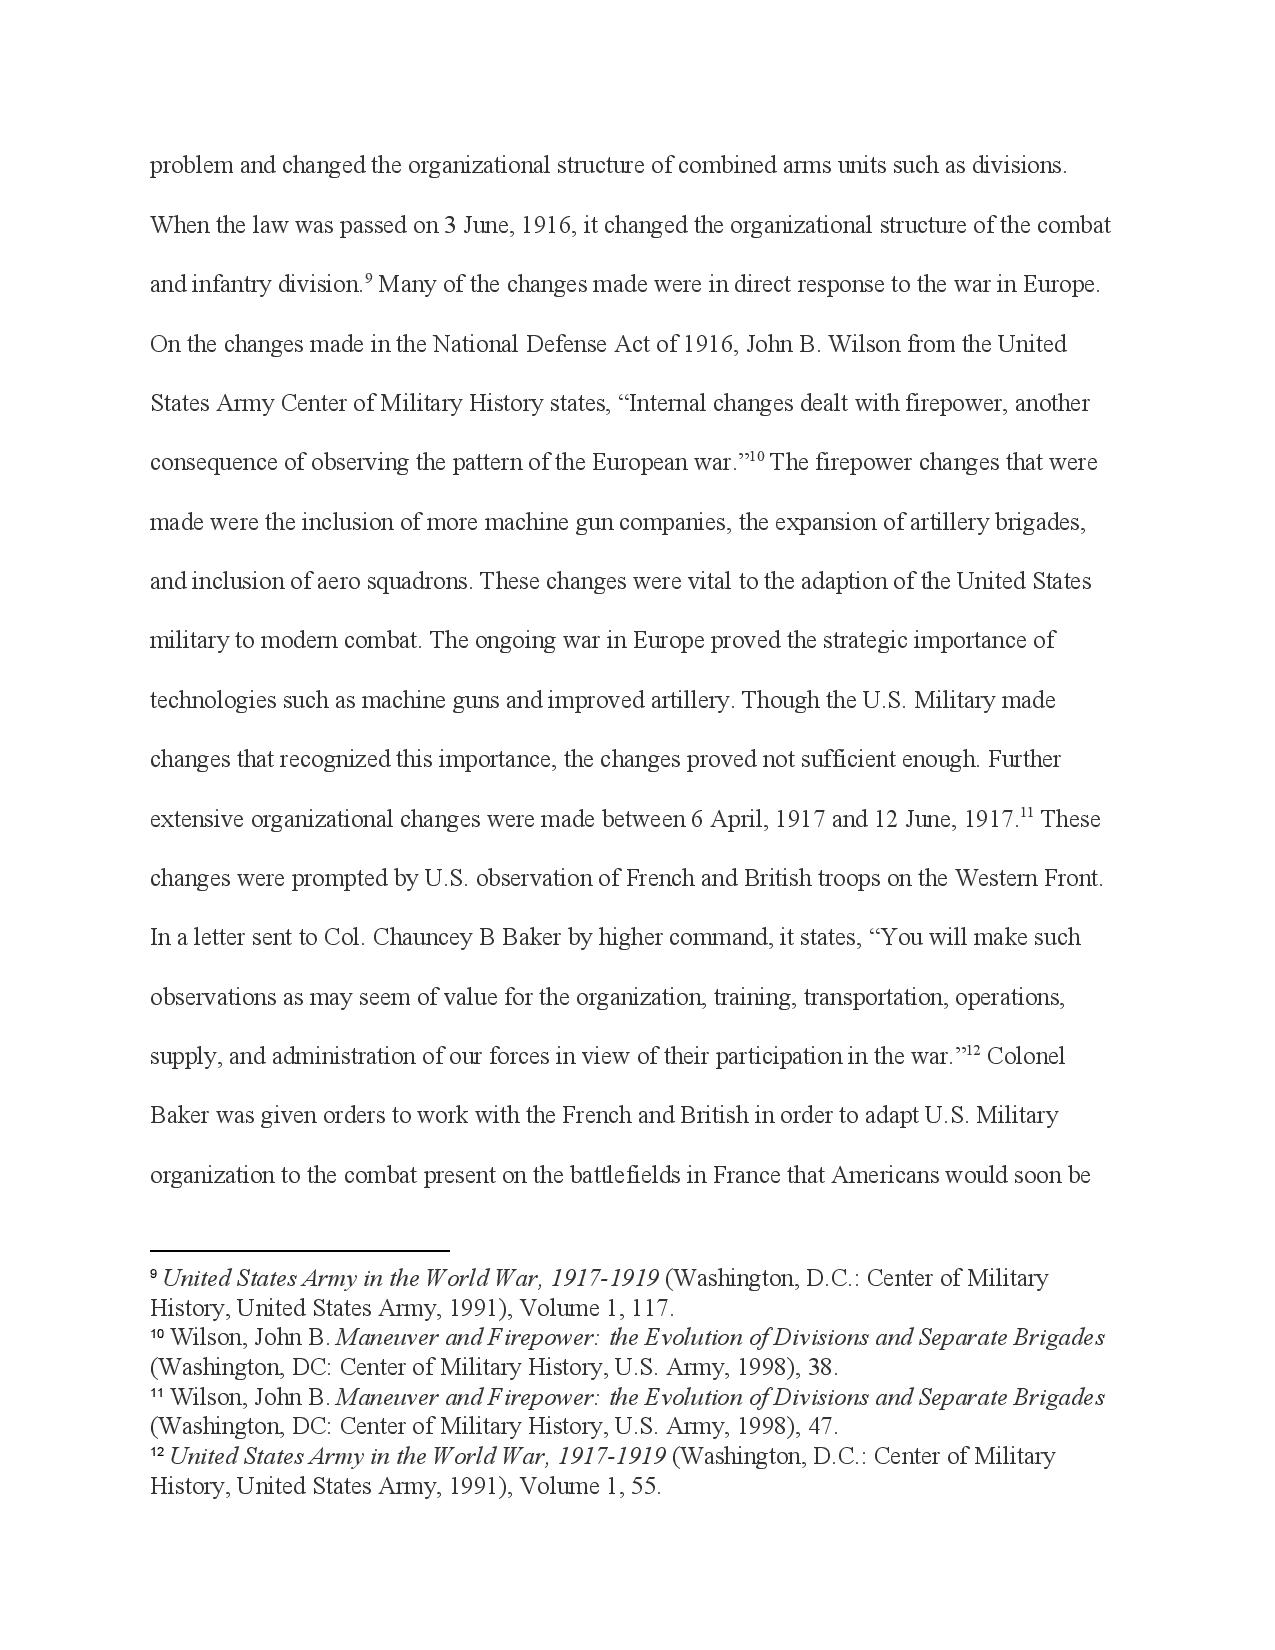 problem and changed the organizational structure of combined arms units such as divisions.
When the law was passed on 3 June, 1916, it changed the organizational structure of the combat
and infantry division.⁹ Many of the changes made were in direct response to the war in Europe.
On the changes made in the National Defense Act of 1916, John B. Wilson from the United
States Army Center of Military History states, “Internal changes dealt with firepower, another
consequence of observing the pattern of the European war.”¹⁰ The firepower changes that were
made were the inclusion of more machine gun companies, the expansion of artillery brigades,
and inclusion of aero squadrons. These changes were vital to the adaption of the United States
military to modern combat. The ongoing war in Europe proved the strategic importance of
technologies such as machine guns and improved artillery. Though the U.S. Military made
changes that recognized this importance, the changes proved not sufficient enough. Further
extensive organizational changes were made between 6 April, 1917 and 12 June, 1917.¹¹ These
changes were prompted by U.S. observation of French and British troops on the Western Front.
In a letter sent to Col. Chauncey B Baker by higher command, it states, “You will make such
observations as may seem of value for the organization, training, transportation, operations,
supply, and administration of our forces in view of their participation in the war.”¹² Colonel
Baker was given orders to work with the French and British in order to adapt U.S. Military
organization to the combat present on the battlefields in France that Americans would soon be
⁹ United States Army in the World War, 1917-1919 (Washington, D.C.: Center of Military
History, United States Army, 1991), Volume 1, 117.
¹⁰ Wilson, John B. Maneuver and Firepower: the Evolution of Divisions and Separate Brigades
(Washington, DC: Center of Military History, U.S. Army, 1998), 38.
¹¹ Wilson, John B. Maneuver and Firepower: the Evolution of Divisions and Separate Brigades
(Washington, DC: Center of Military History, U.S. Army, 1998), 47.
¹² United States Army in the World War, 1917-1919 (Washington, D.C.: Center of Military
History, United States Army, 1991), Volume 1, 55.